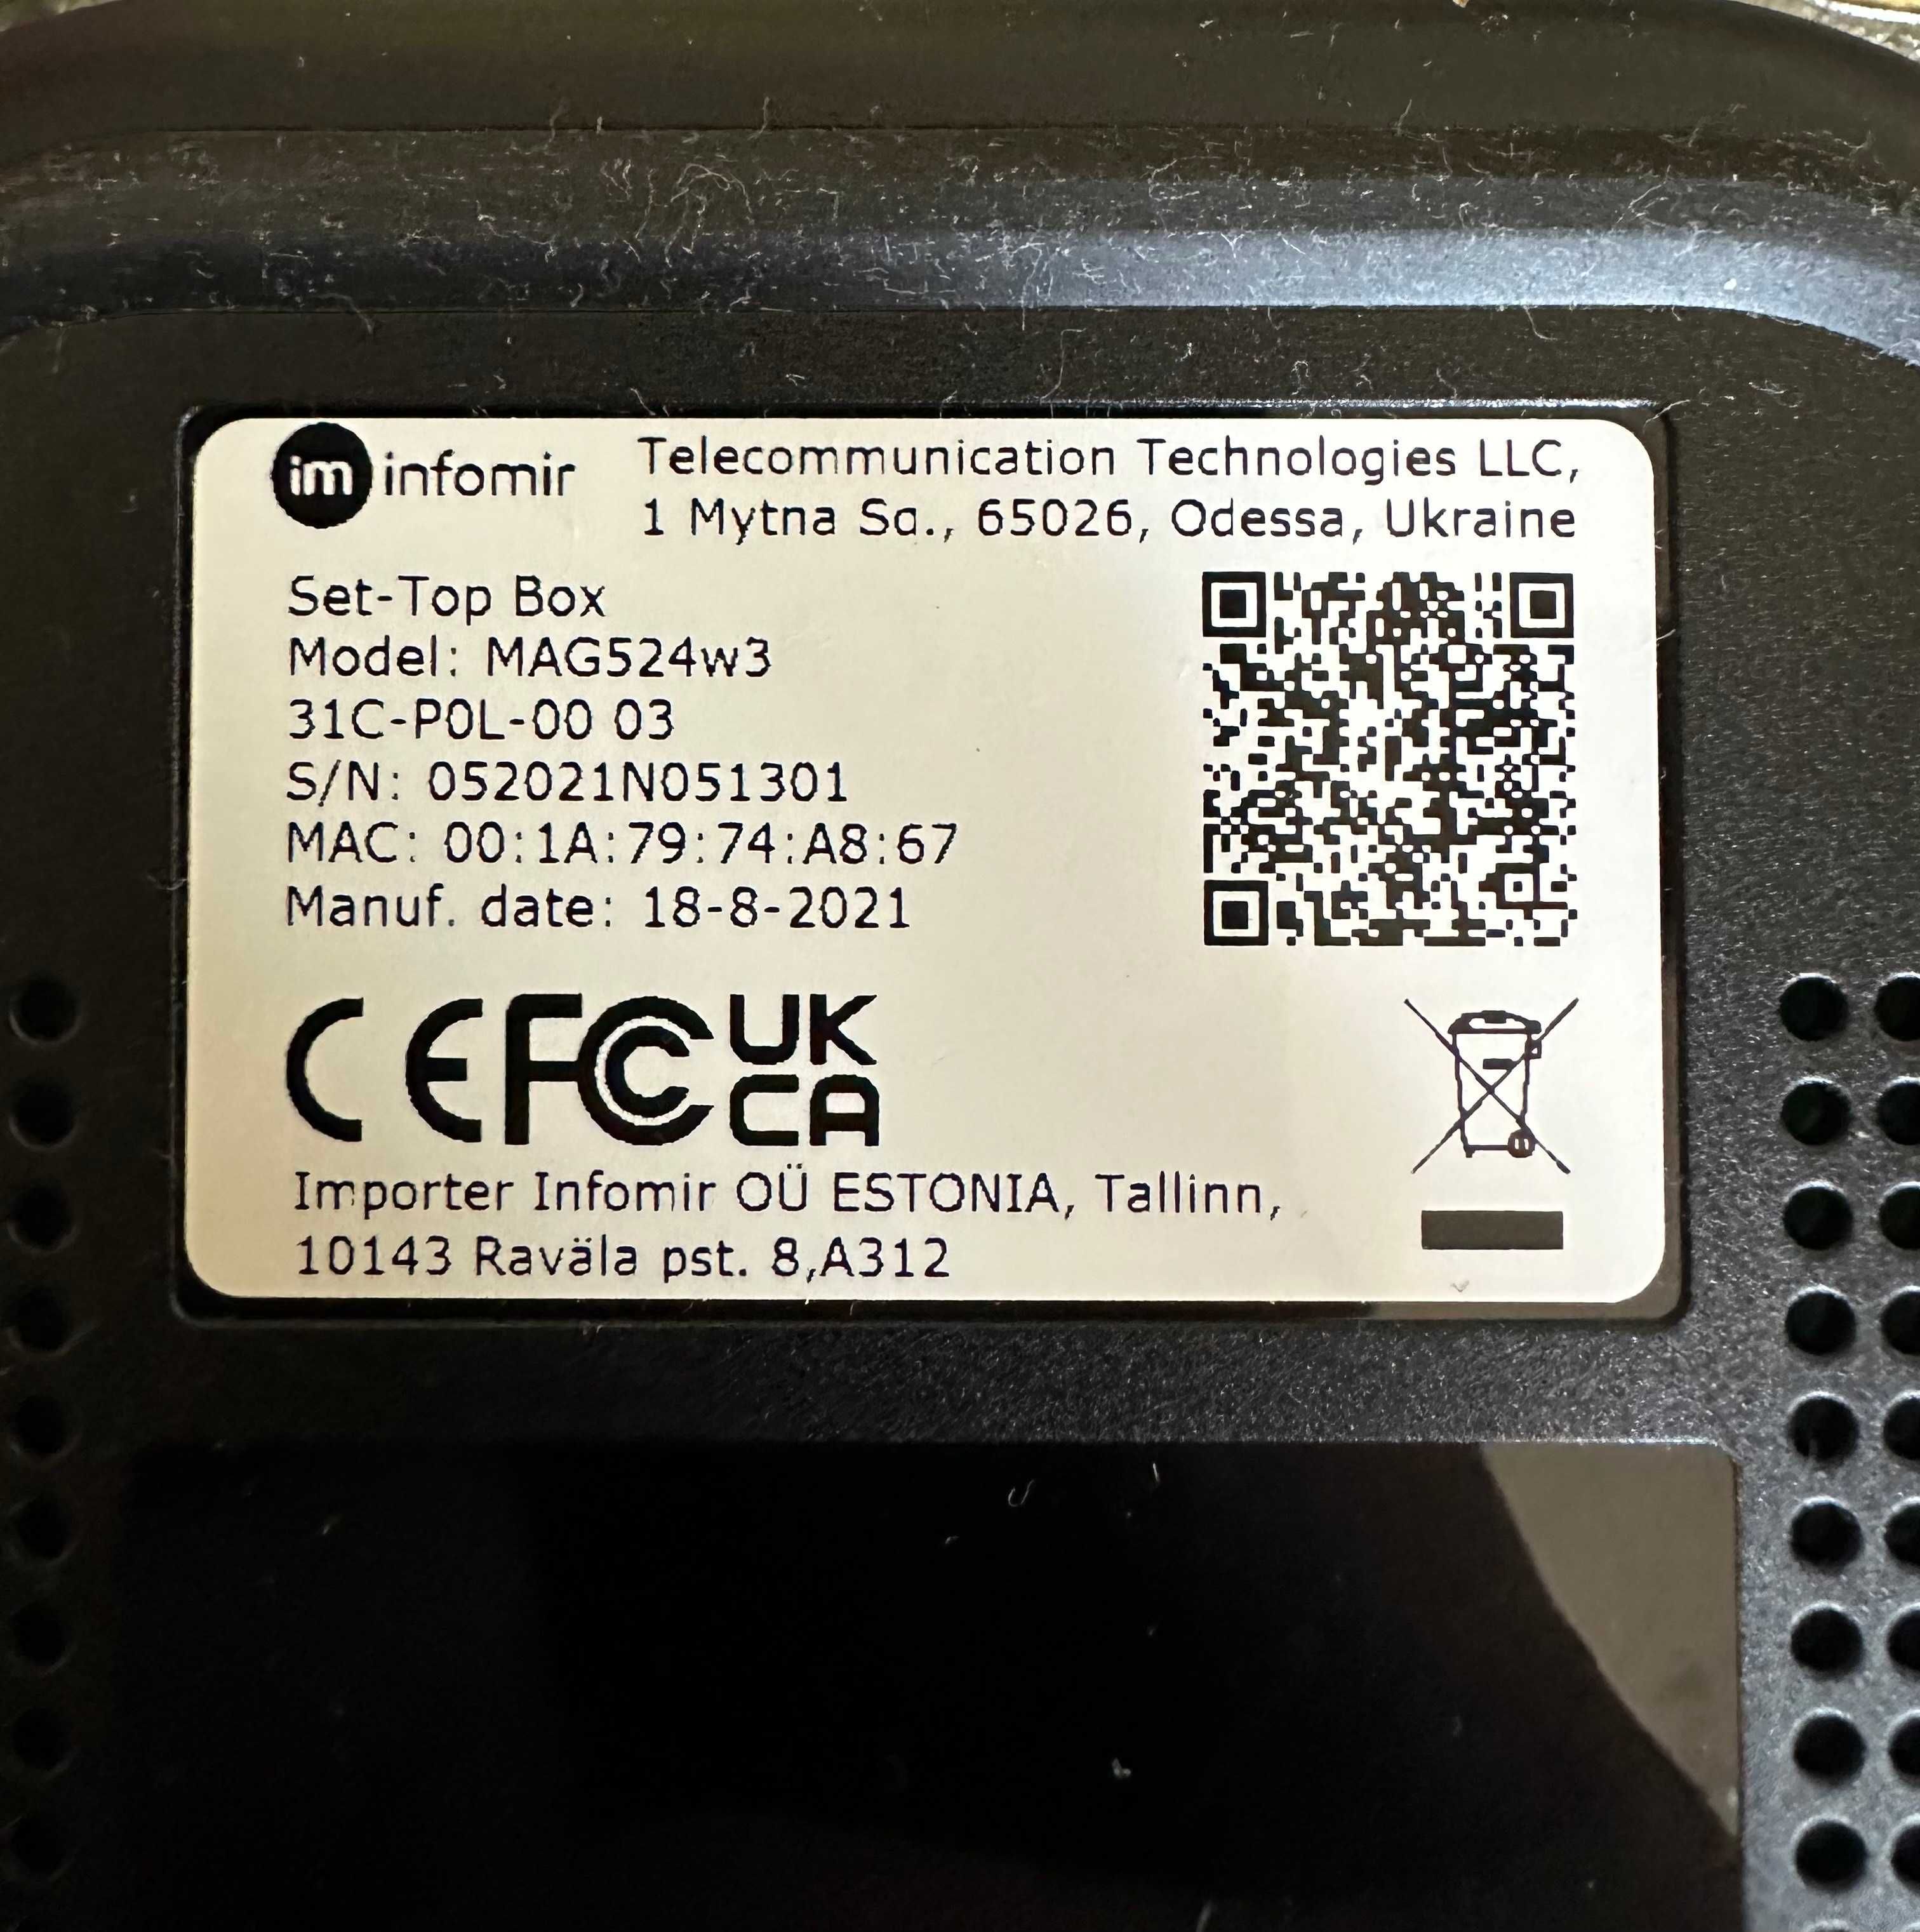 im infomir
Telecommunication Technologies LLC,
1 Mytna Sq., 65026, Odessa, Ukraine
Set-Top Box
Model: MAG524w3
31C-P0L-00 03
S/N: 052021N051301
MAC: 00:1A:79:74:A8:67
Manuf. date: 18-8-2021
CE FC UK
CA
Importer Infomir OÜ ESTONIA, Tallinn,
10143 Raväla pst. 8,A312